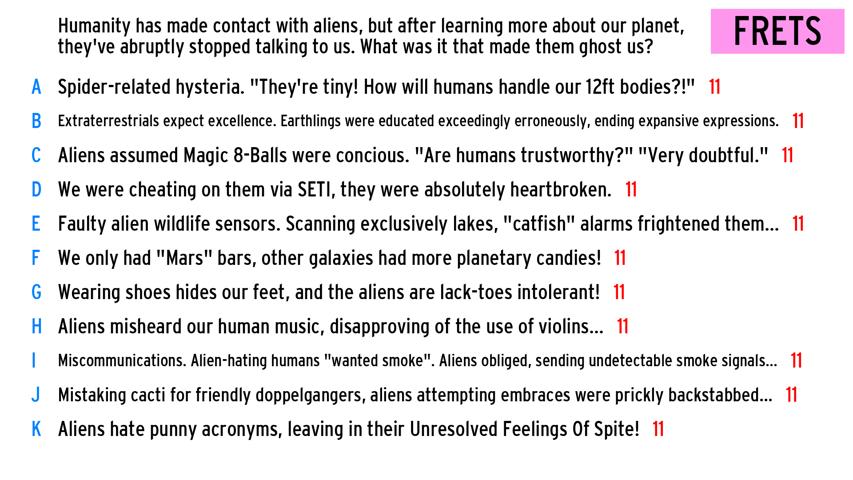 Humanity has made contact with aliens, but after learning more about our planet,
they've abruptly stopped talking to us. What was it that made them ghost us?
FRETS
A Spider-related hysteria. "They're tiny! How will humans handle our 12ft bodies?!" 11
B Extraterrestrials expect excellence. Earthlings were educated exceedingly erroneously, ending expansive expressions. 11
C Aliens assumed Magic 8-Balls were concious. "Are humans trustworthy?" "Very doubtful." 11
D We were cheating on them via SETI, they were absolutely heartbroken. 11
E Faulty alien wildlife sensors. Scanning exclusively lakes, "catfish" alarms frightened them... 11
F We only had "Mars" bars, other galaxies had more planetary candies! 11
G Wearing shoes hides our feet, and the aliens are lack-toes intolerant! 11
H Aliens misheard our human music, disapproving of the use of violins... 11
I Miscommunications. Alien-hating humans "wanted smoke". Aliens obliged, sending undetectable smoke signals... 11
J Mistaking cacti for friendly doppelgangers, aliens attempting embraces were prickly backstabbed... 11
K Aliens hate punny acronyms, leaving in their Unresolved Feelings Of Spite! 11